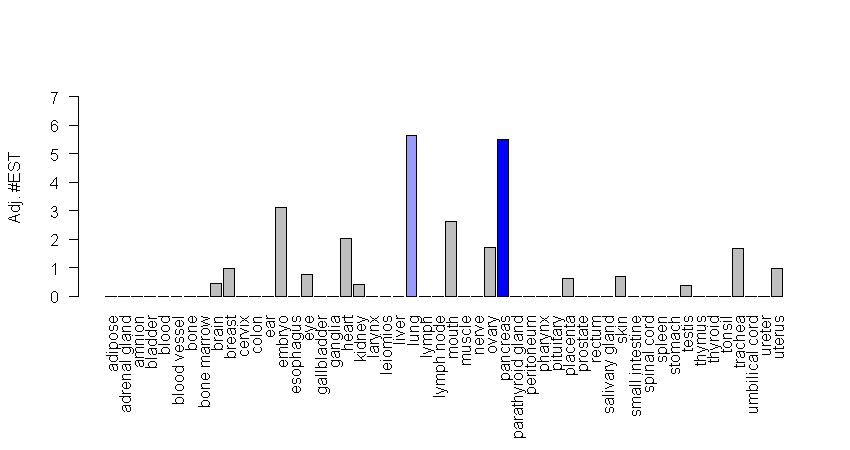 7
6
5
4
3
2
1
0
Adj. #EST
adipose
adrenal gland
amnion
bladder
blood
blood vessel
bone
bone marrow
brain
breast
cervix
colon
ear
embryo
esophagus
eye
gallbladder
ganglia
heart
kidney
larynx
leiomios
liver
lung
lymph
lymph node
mouth
muscle
nerve
ovary
pancreas
parathyroid gland
peritoneum
pharynx
pituitary
placenta
prostate
rectum
salivary gland
skin
small intestine
spinal cord
spleen
stomach
testis
thymus
thyroid
tonsil
trachea
umbilical cord
ureter
uterus